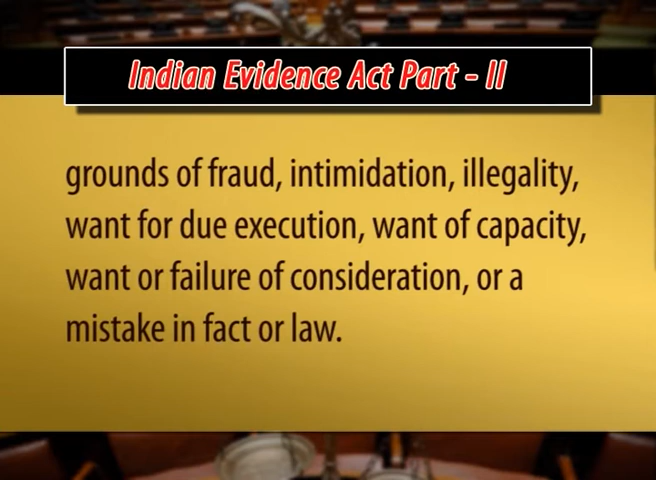 Indian Evidence Act Part - II
grounds of fraud, intimidation, illegality,
want for due execution, want of capacity,
want or failure of consideration, or a
mistake in fact or law.